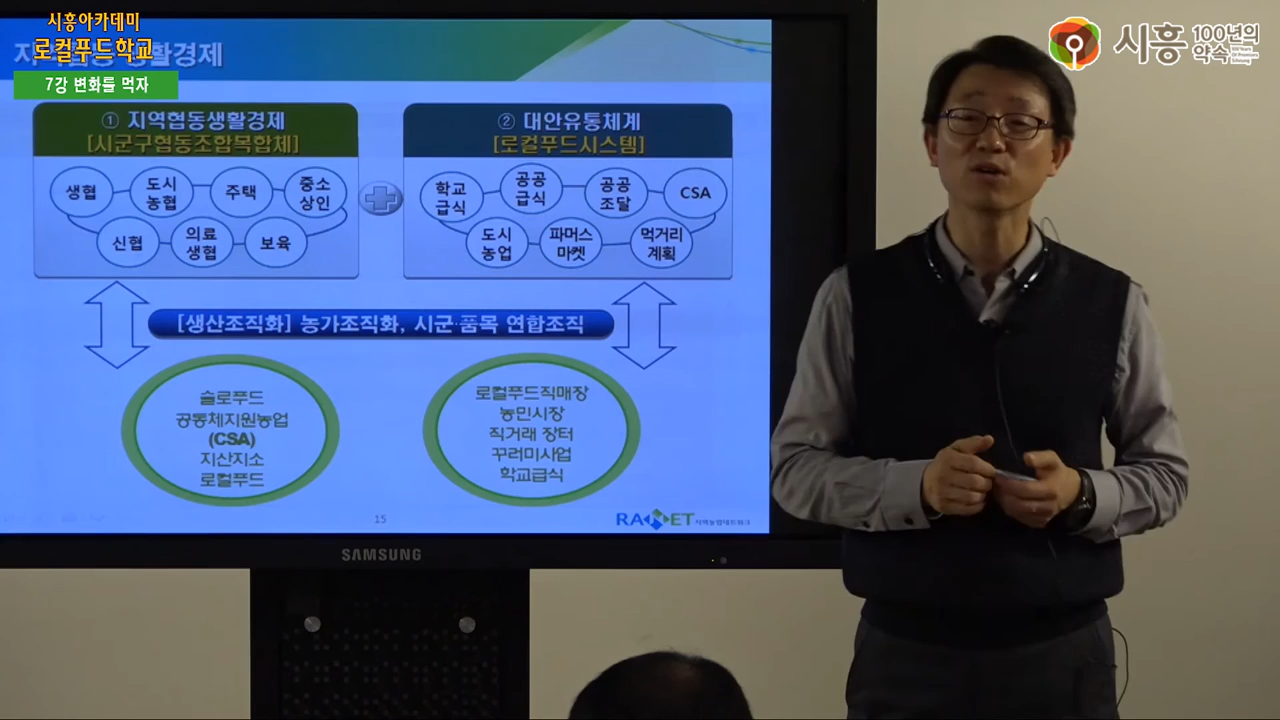 시흥아카데미
로컬푸드학교
7강 변화를 먹자
시흥 100년의 약속
① 지역협동생활경제
[시군구협동조합복합체]
생협
도시
농협
주택
중소
상인
신협
의료
생협
보육
② 대안유통체계
[로컬푸드시스템]
학교
급식
공공
급식
공공
조달
CSA
도시
농업
파머스
마켓
먹거리
계획
[생산조직화] 농가조직화, 시군·품목 연합조직
슬로푸드
공동체지원농업
(CSA)
지산지소
로컬푸드
로컬푸드직매장
농민시장
직거래 장터
꾸러미사업
학교급식
15
지역농업네트워크
SAMSUNG